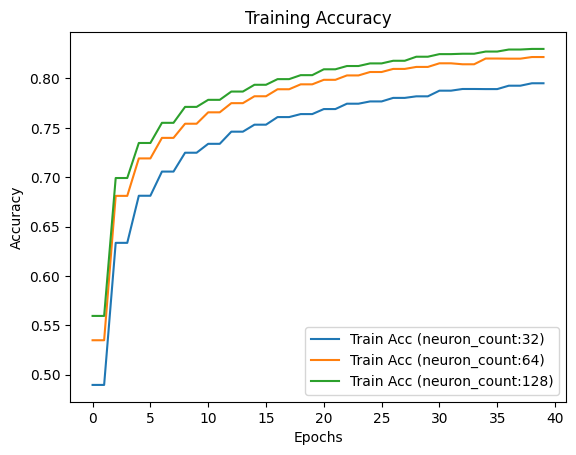 Training Accuracy
Accuracy
0.80
0.75
0.70
0.65
0.60
0.55
0.50
Train Acc (neuron_count:32)
Train Acc (neuron_count:64)
Train Acc (neuron_count:128)
0 5 10 15 20 25 30 35 40
Epochs